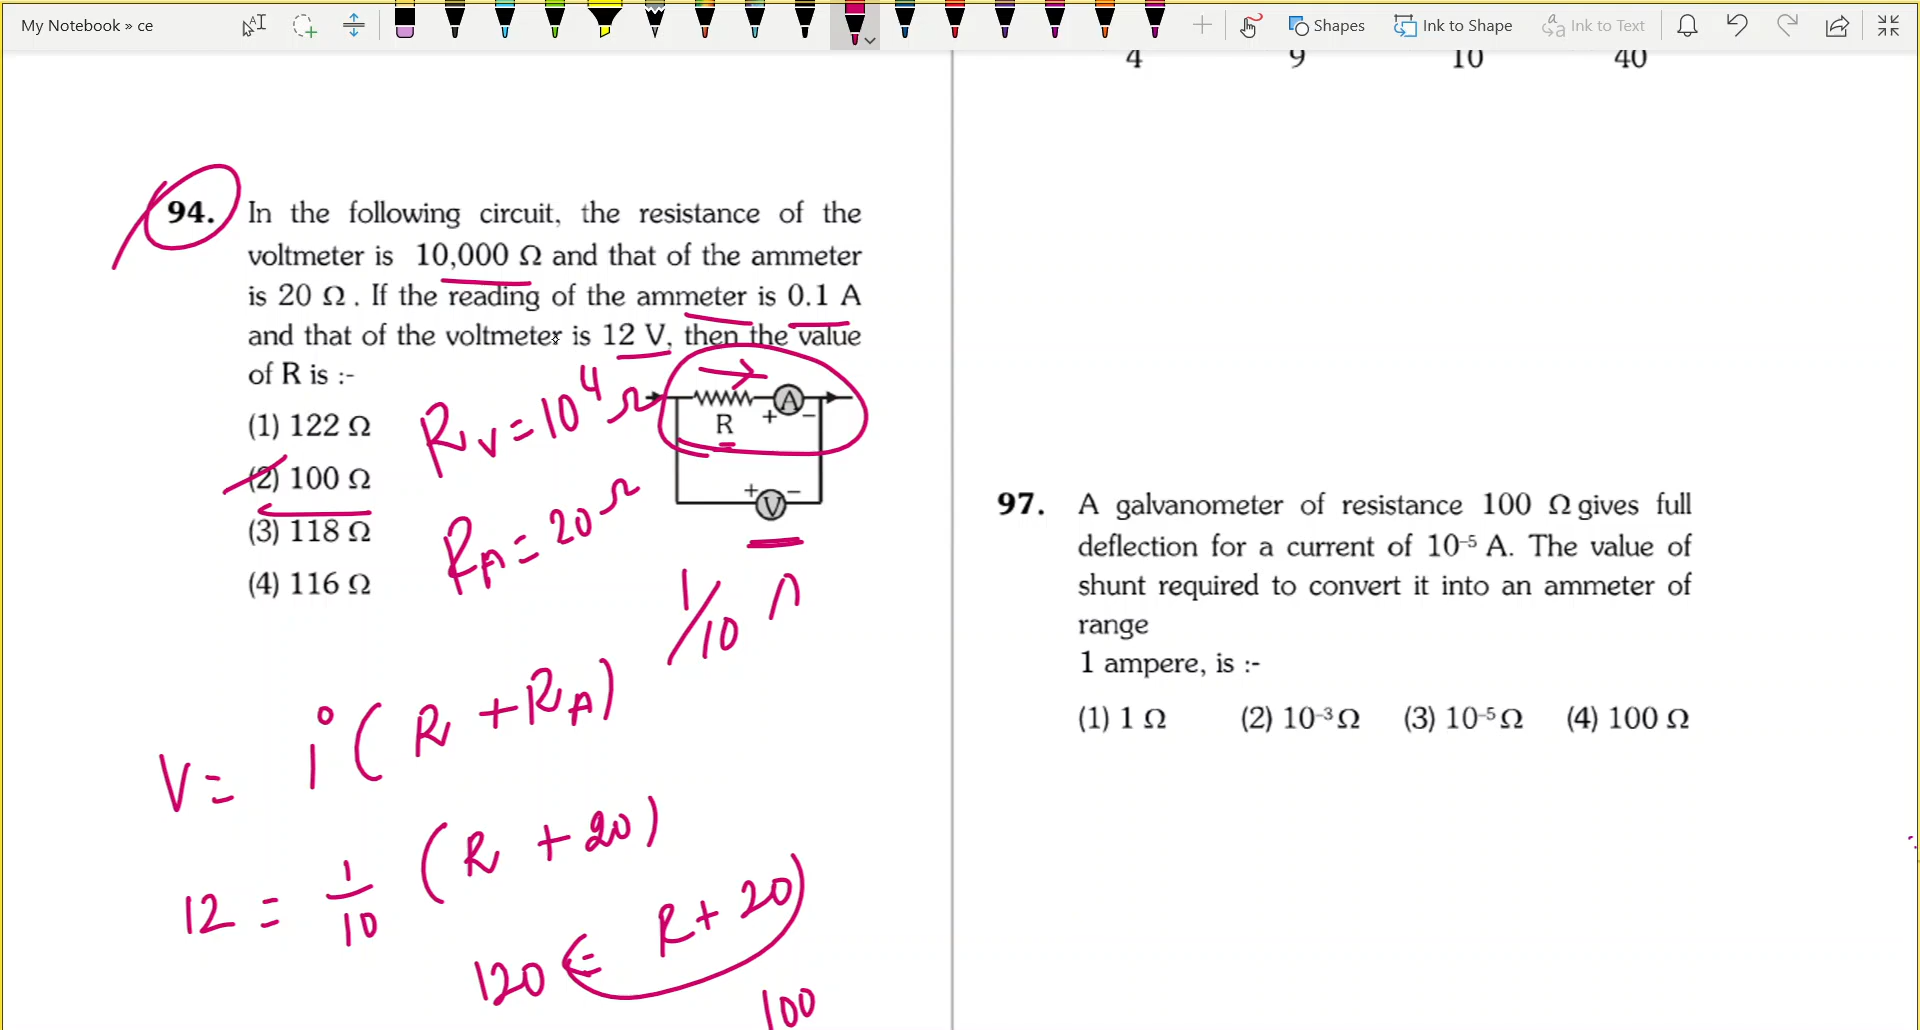 My Notebook » ce
Shapes
Ink to Shape
Ink to Text
4 9 10 40
94. In the following circuit, the resistance of the
voltmeter is 10,000 Ω and that of the ammeter
is 20 Ω . If the reading of the ammeter is 0.1 A
and that of the voltmeter is 12 V, then the value
of R is :-
(1) 122 Ω
(2) 100 Ω
(3) 118 Ω
(4) 116 Ω
R
A
+ −
+ −
V
R_V = 10⁴ Ω
R_A = 20 Ω
1/10
V = i ( R + R_A )
12 = 1/10 ( R + 20 )
120 = R + 20
100
97. A galvanometer of resistance 100 Ω gives full
deflection for a current of 10⁻⁵ A. The value of
shunt required to convert it into an ammeter of
range
1 ampere, is :-
(1) 1 Ω (2) 10⁻³ Ω (3) 10⁻⁵ Ω (4) 100 Ω